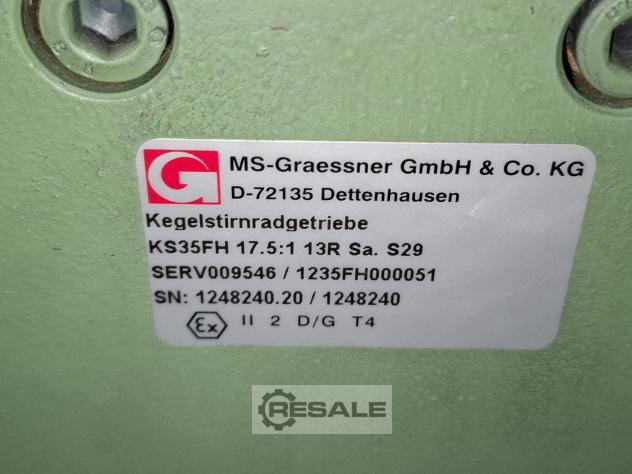 MS-Graessner GmbH & Co. KG
D-72135 Dettenhausen
Kegelstirnradgetriebe
KS35FH 17.5:1 13R Sa. S29
SERV009546 / 1235FH000051
SN: 1248240.20 / 1248240
Ex II 2 D/G T4
RESALE